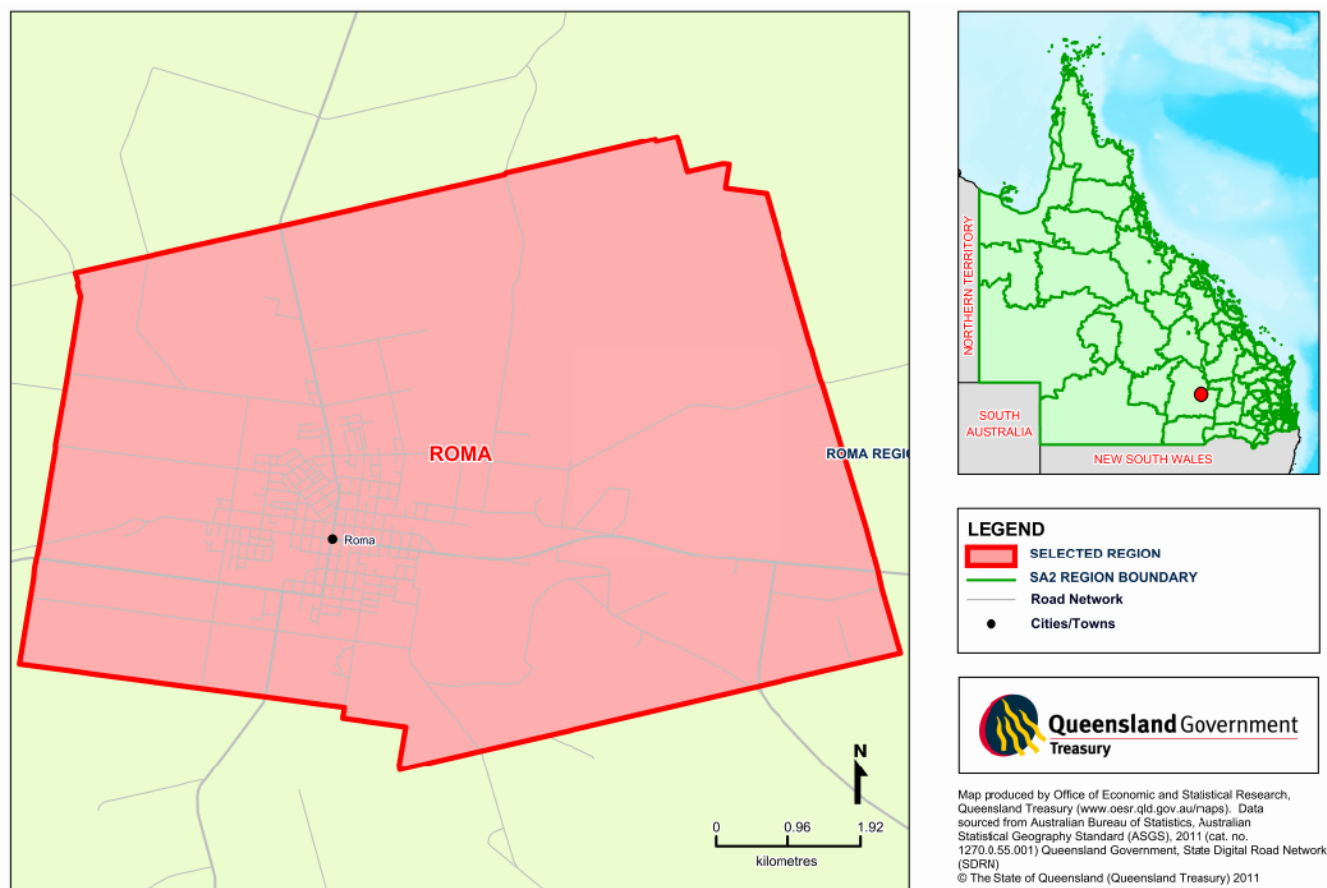 ROMA
ROMA REGI
Roma
N
0 0.96 1.92
kilometres
NORTHERN TERRITORY
SOUTH
AUSTRALIA
NEW SOUTH WALES
LEGEND
SELECTED REGION
SA2 REGION BOUNDARY
Road Network
Cities/Towns
Queensland Government
Treasury
Map produced by Office of Economic and Statistical Research,
Queensland Treasury (www.oesr.qld.gov.au/maps). Data
sourced from Australian Bureau of Statistics, Australian
Statistical Geography Standard (ASGS), 2011 (cat. no.
1270.0.55.001) Queensland Government, State Digital Road Network
(SDRN)
© The State of Queensland (Queensland Treasury) 2011